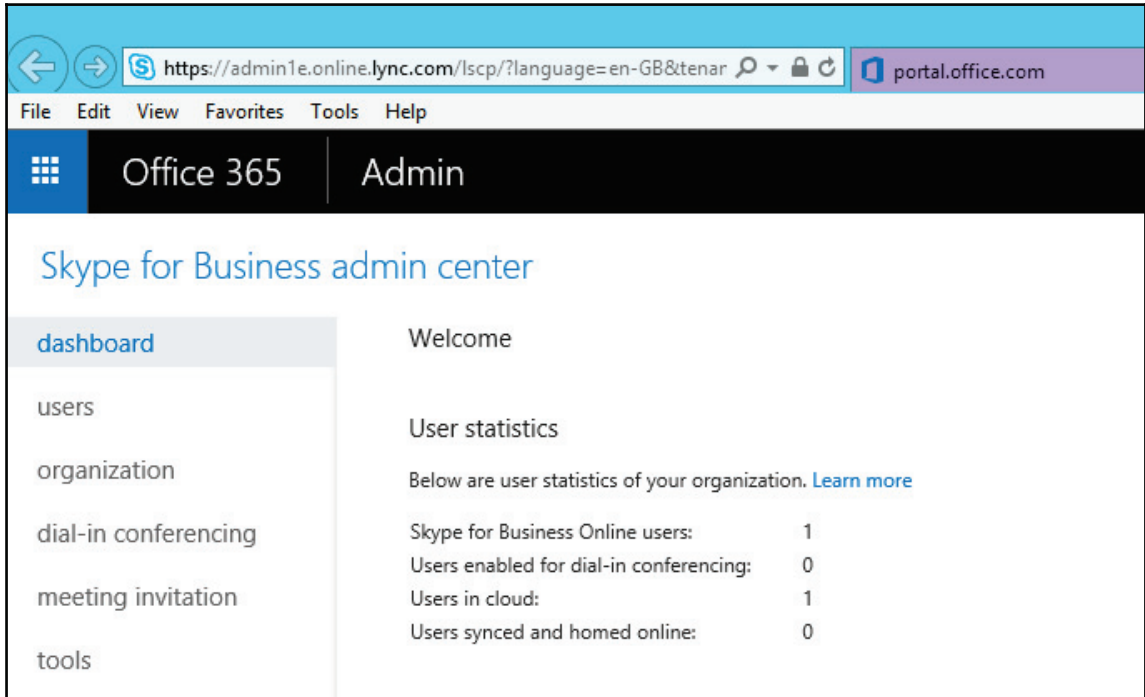 https://admin1e.online.lync.com/lscp/?language=en-GB&tenar
portal.office.com
File Edit View Favorites Tools Help
Office 365 Admin
Skype for Business admin center
dashboard
users
organization
dial-in conferencing
meeting invitation
tools
Welcome
User statistics
Below are user statistics of your organization. Learn more
Skype for Business Online users: 1
Users enabled for dial-in conferencing: 0
Users in cloud: 1
Users synced and homed online: 0